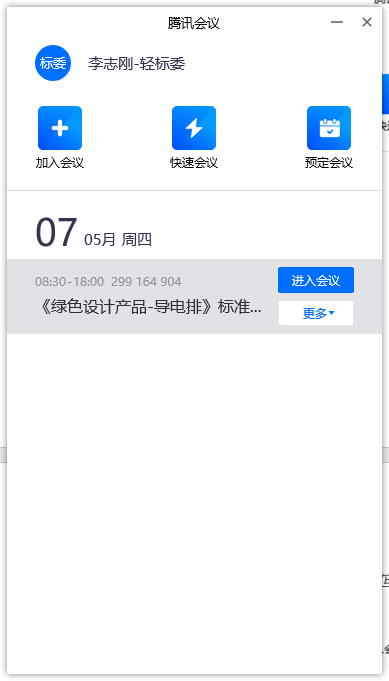 腾讯会议
标委
李志刚-轻标委
加入会议 快速会议 预定会议
07 05月 周四
08:30-18:00 299 164 904
进入会议
《绿色设计产品-导电排》标准...
更多